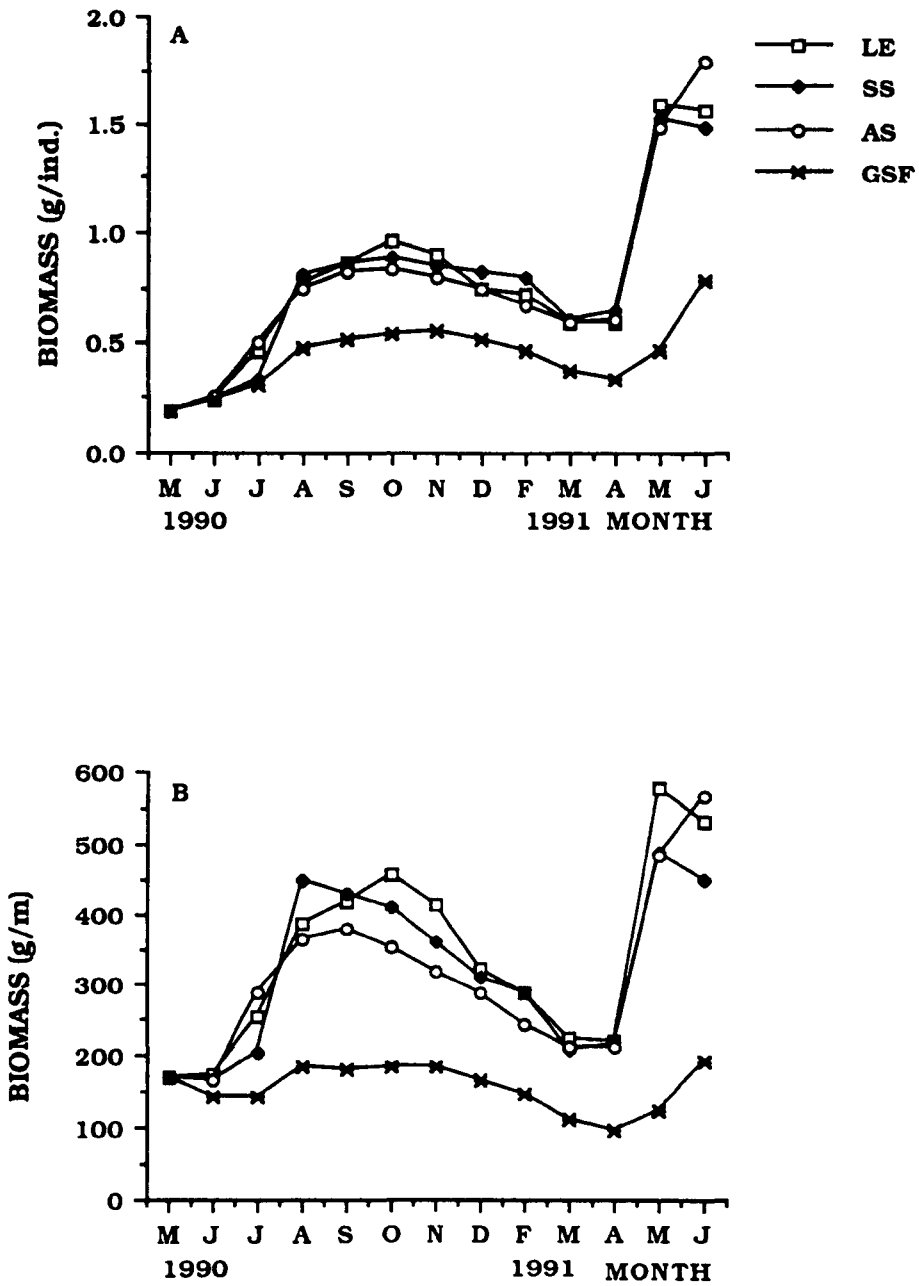 A
2.0
1.5
1.0
0.5
0.0
BIOMASS (g/ind.)
M J J A S O N D F M A M J
1990 1991 MONTH
LE
SS
AS
GSF
B
600
500
400
300
200
100
0
BIOMASS (g/m)
M J J A S O N D F M A M J
1990 1991 MONTH